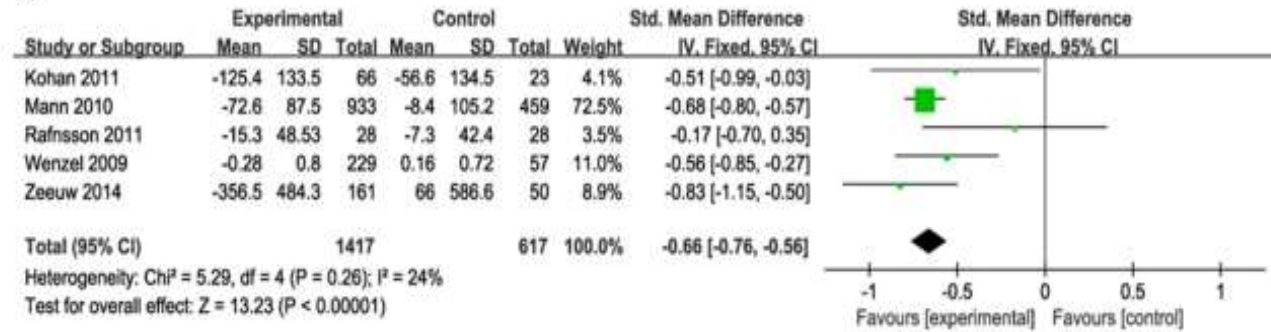 Experimental Control Std. Mean Difference Std. Mean Difference
Study or Subgroup Mean SD Total Mean SD Total Weight IV, Fixed, 95% CI IV, Fixed, 95% CI
Kohan 2011 -125.4 133.5 66 -56.6 134.5 23 4.1% -0.51 [-0.99, -0.03]
Mann 2010 -72.6 87.5 933 -8.4 105.2 459 72.5% -0.68 [-0.80, -0.57]
Rafnsson 2011 -15.3 48.53 28 -7.3 42.4 28 3.5% -0.17 [-0.70, 0.35]
Wenzel 2009 -0.28 0.8 229 0.16 0.72 57 11.0% -0.56 [-0.85, -0.27]
Zeeuw 2014 -356.5 484.3 161 66 586.6 50 8.9% -0.83 [-1.15, -0.50]
Total (95% CI) 1417 617 100.0% -0.66 [-0.76, -0.56]
Heterogeneity: Chi² = 5.29, df = 4 (P = 0.26); I² = 24%
Test for overall effect: Z = 13.23 (P < 0.00001)
-1 -0.5 0 0.5 1
Favours [experimental] Favours [control]